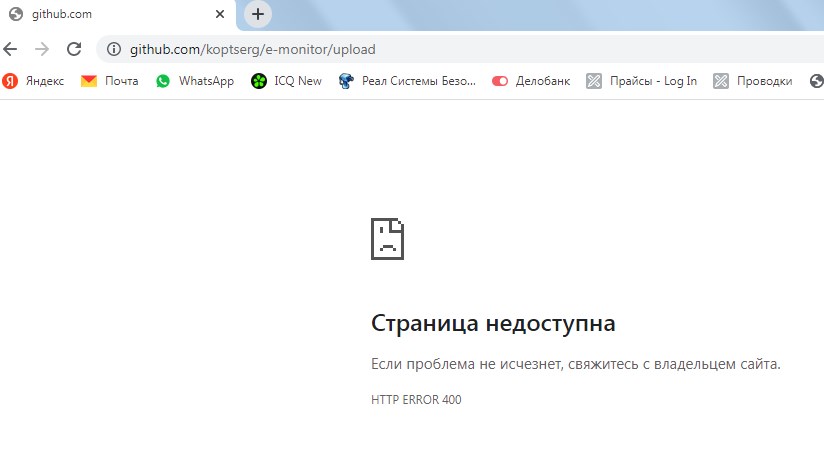 github.com
github.com/koptserg/e-monitor/upload
Яндекс Почта WhatsApp ICQ New Реал Системы Безо... Делобанк Прайсы - Log In Проводки
Страница недоступна
Если проблема не исчезнет, свяжитесь с владельцем сайта.
HTTP ERROR 400